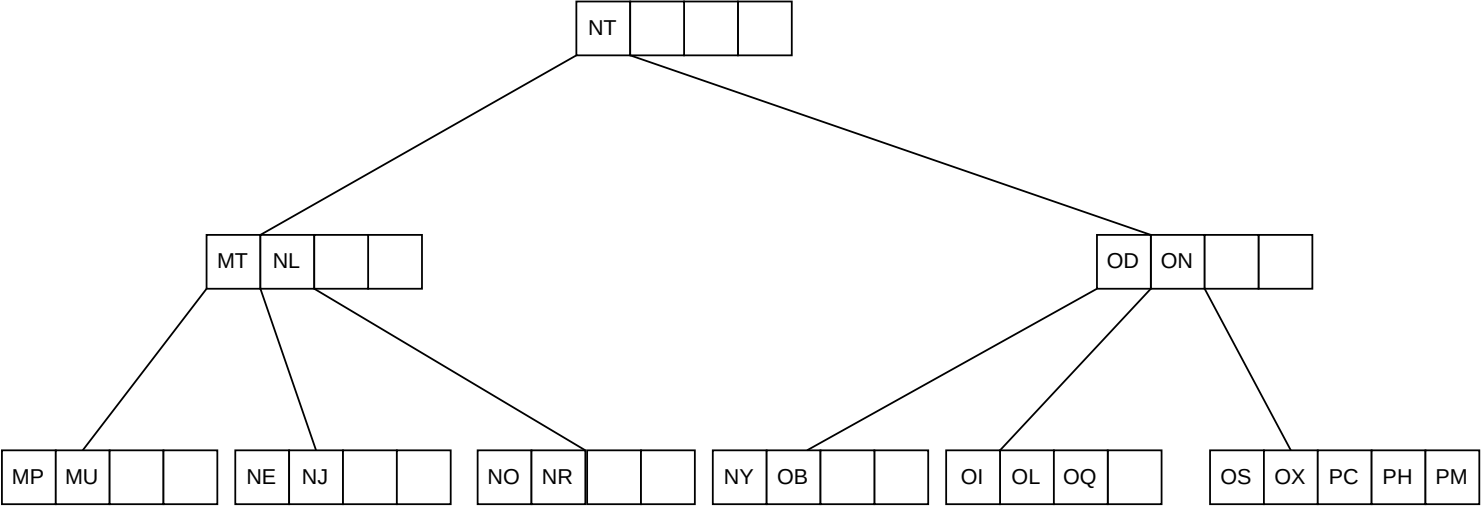 NT
MT NL
OD ON
MP MU
NE NJ
NO NR
NY OB
OI OL OQ
OS OX PC PH PM